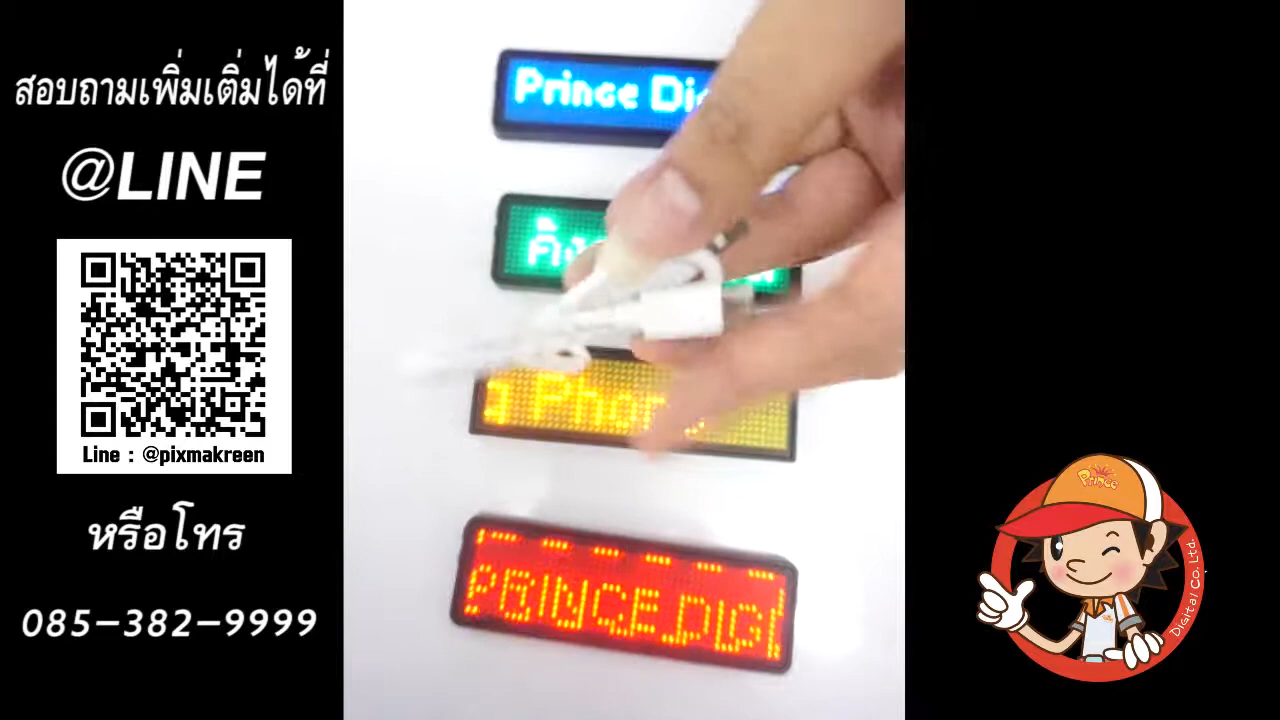 สอบถามเพิ่มเติ่มได้ที่
@LINE
Line : @pixmakreen
หรือโทร
085-382-9999
Prince Di
Phon
PRINCE DIGI
Prince
Digital Co. Ltd.